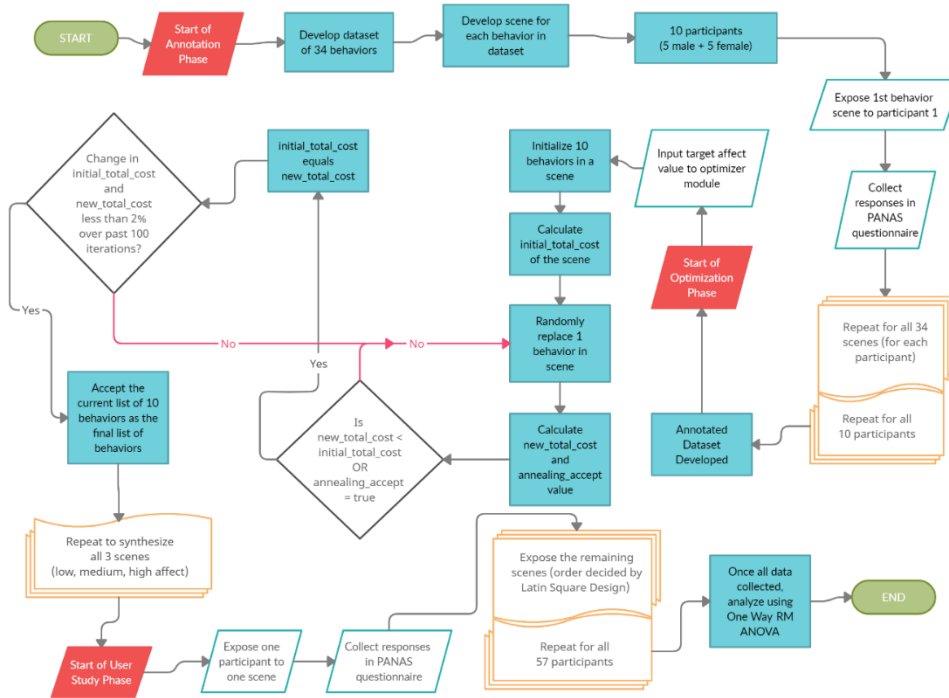 START
Start of
Annotation
Phase
Develop dataset
of 34 behaviors
Develop scene for
each behavior in
dataset
10 participants
(5 male + 5 female)
Expose 1st behavior
scene to participant 1
Collect
responses in
PANAS
questionnaire
Repeat for all 34
scenes (for each
participant)
Repeat for all
10 participants
Annotated
Dataset
Developed
Start of
Optimization
Phase
Input target affect
value to optimizer
module
Initialize 10
behaviors in a
scene
Calculate
initial_total_cost
of the scene
Randomly
replace 1
behavior in
scene
Calculate
new_total_cost
and
annealing_accept
value
Is
new_total_cost <
initial_total_cost
OR
annealing_accept
= true
No
Yes
initial_total_cost
equals
new_total_cost
Change in
initial_total_cost
and
new_total_cost
less than 2%
over past 100
iterations?
No
Yes
Accept the
current list of 10
behaviors as the
final list of
behaviors
Repeat to synthesize
all 3 scenes
(low, medium, high affect)
Start of User
Study Phase
Expose one
participant to
one scene
Collect responses
in PANAS
questionnaire
Expose the remaining
scenes (order decided by
Latin Square Design)
Repeat for all
57 participants
Once all data
collected,
analyze using
One Way RM
ANOVA
END